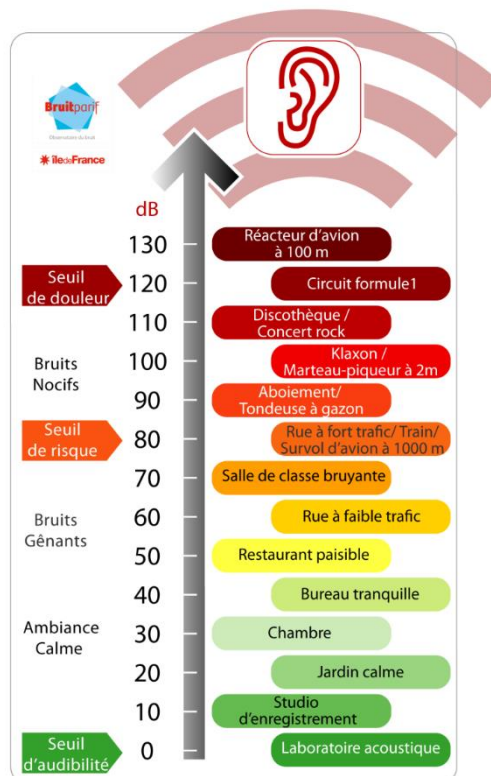 Bruitparif
Observatoire du bruit
île de France
dB
130
Réacteur d'avion
à 100 m
Seuil
de douleur
120
Circuit formule1
110
Discothèque /
Concert rock
Bruits
Nocifs
100
Klaxon /
Marteau-piqueur à 2m
90
Aboiement/
Tondeuse à gazon
Seuil
de risque
80
Rue à fort trafic/ Train/
Survol d'avion à 1000 m
70
Salle de classe bruyante
Bruits
Gênants
60
Rue à faible trafic
50
Restaurant paisible
40
Bureau tranquille
Ambiance
Calme
30
Chambre
20
Jardin calme
10
Studio
d'enregistrement
Seuil
d'audibilité
0
Laboratoire acoustique